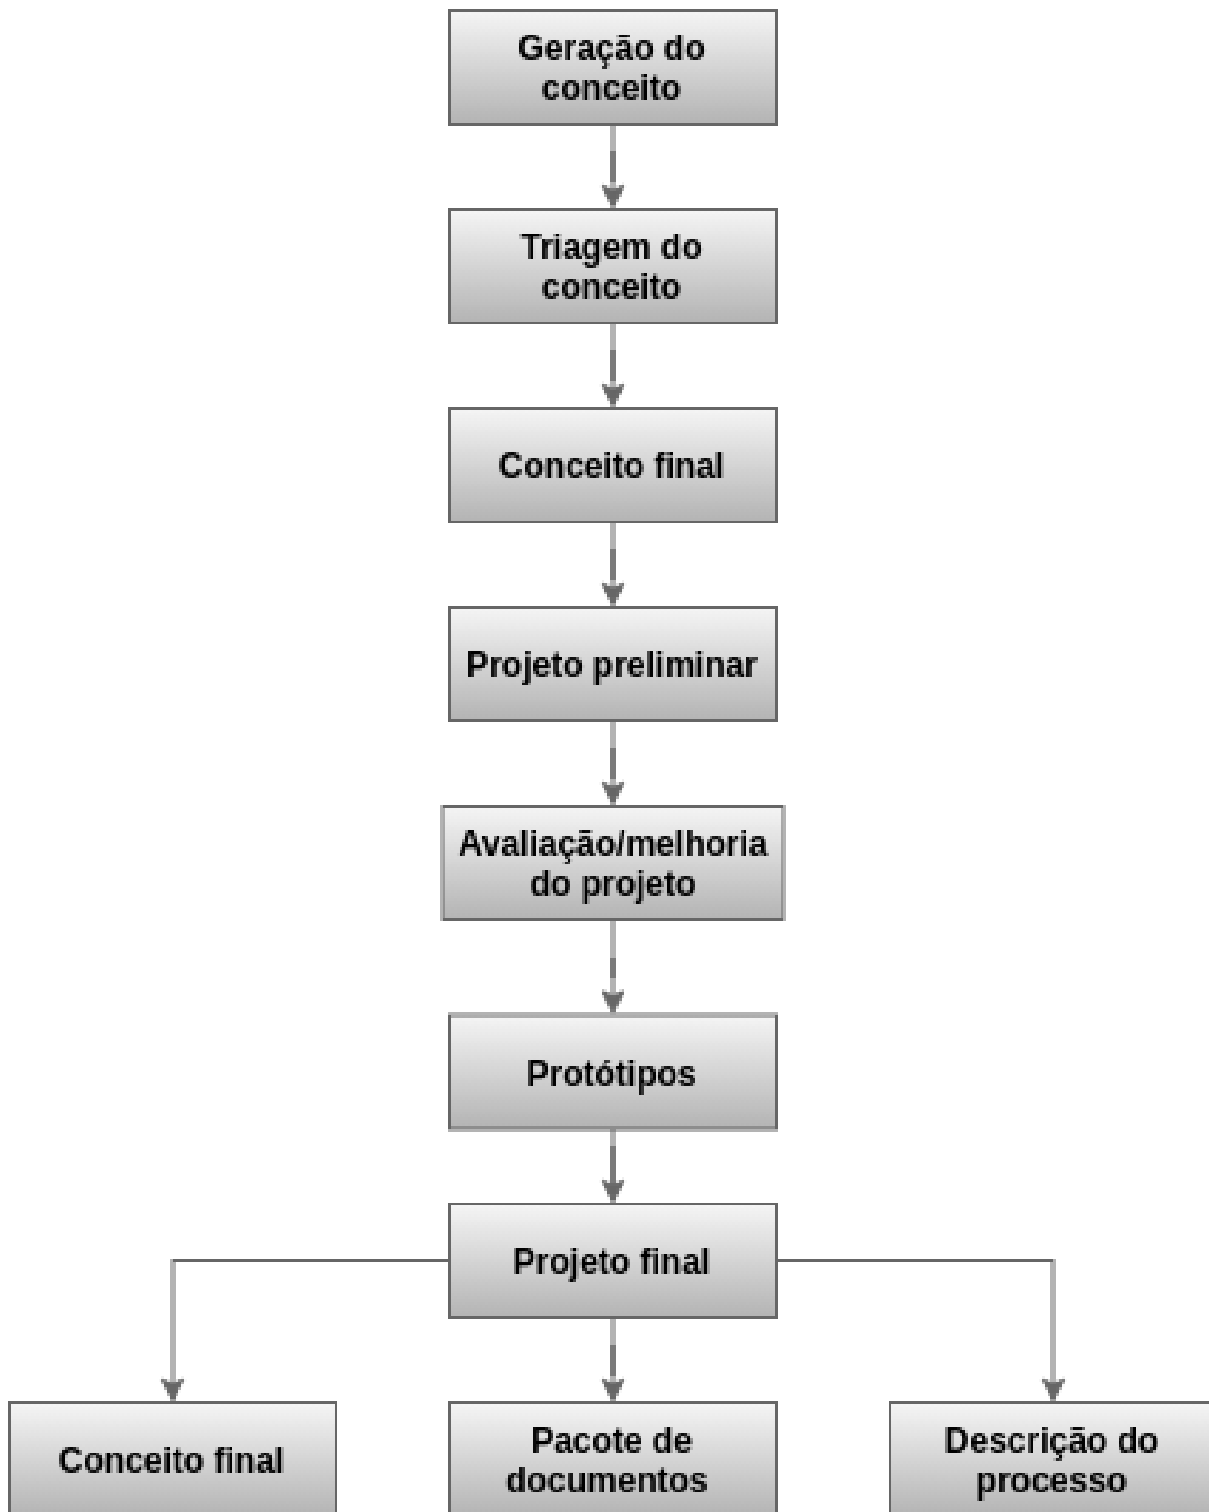 Geração do
conceito
Triagem do
conceito
Conceito final
Projeto preliminar
Avaliação/melhoria
do projeto
Protótipos
Projeto final
Conceito final
Pacote de
documentos
Descrição do
processo